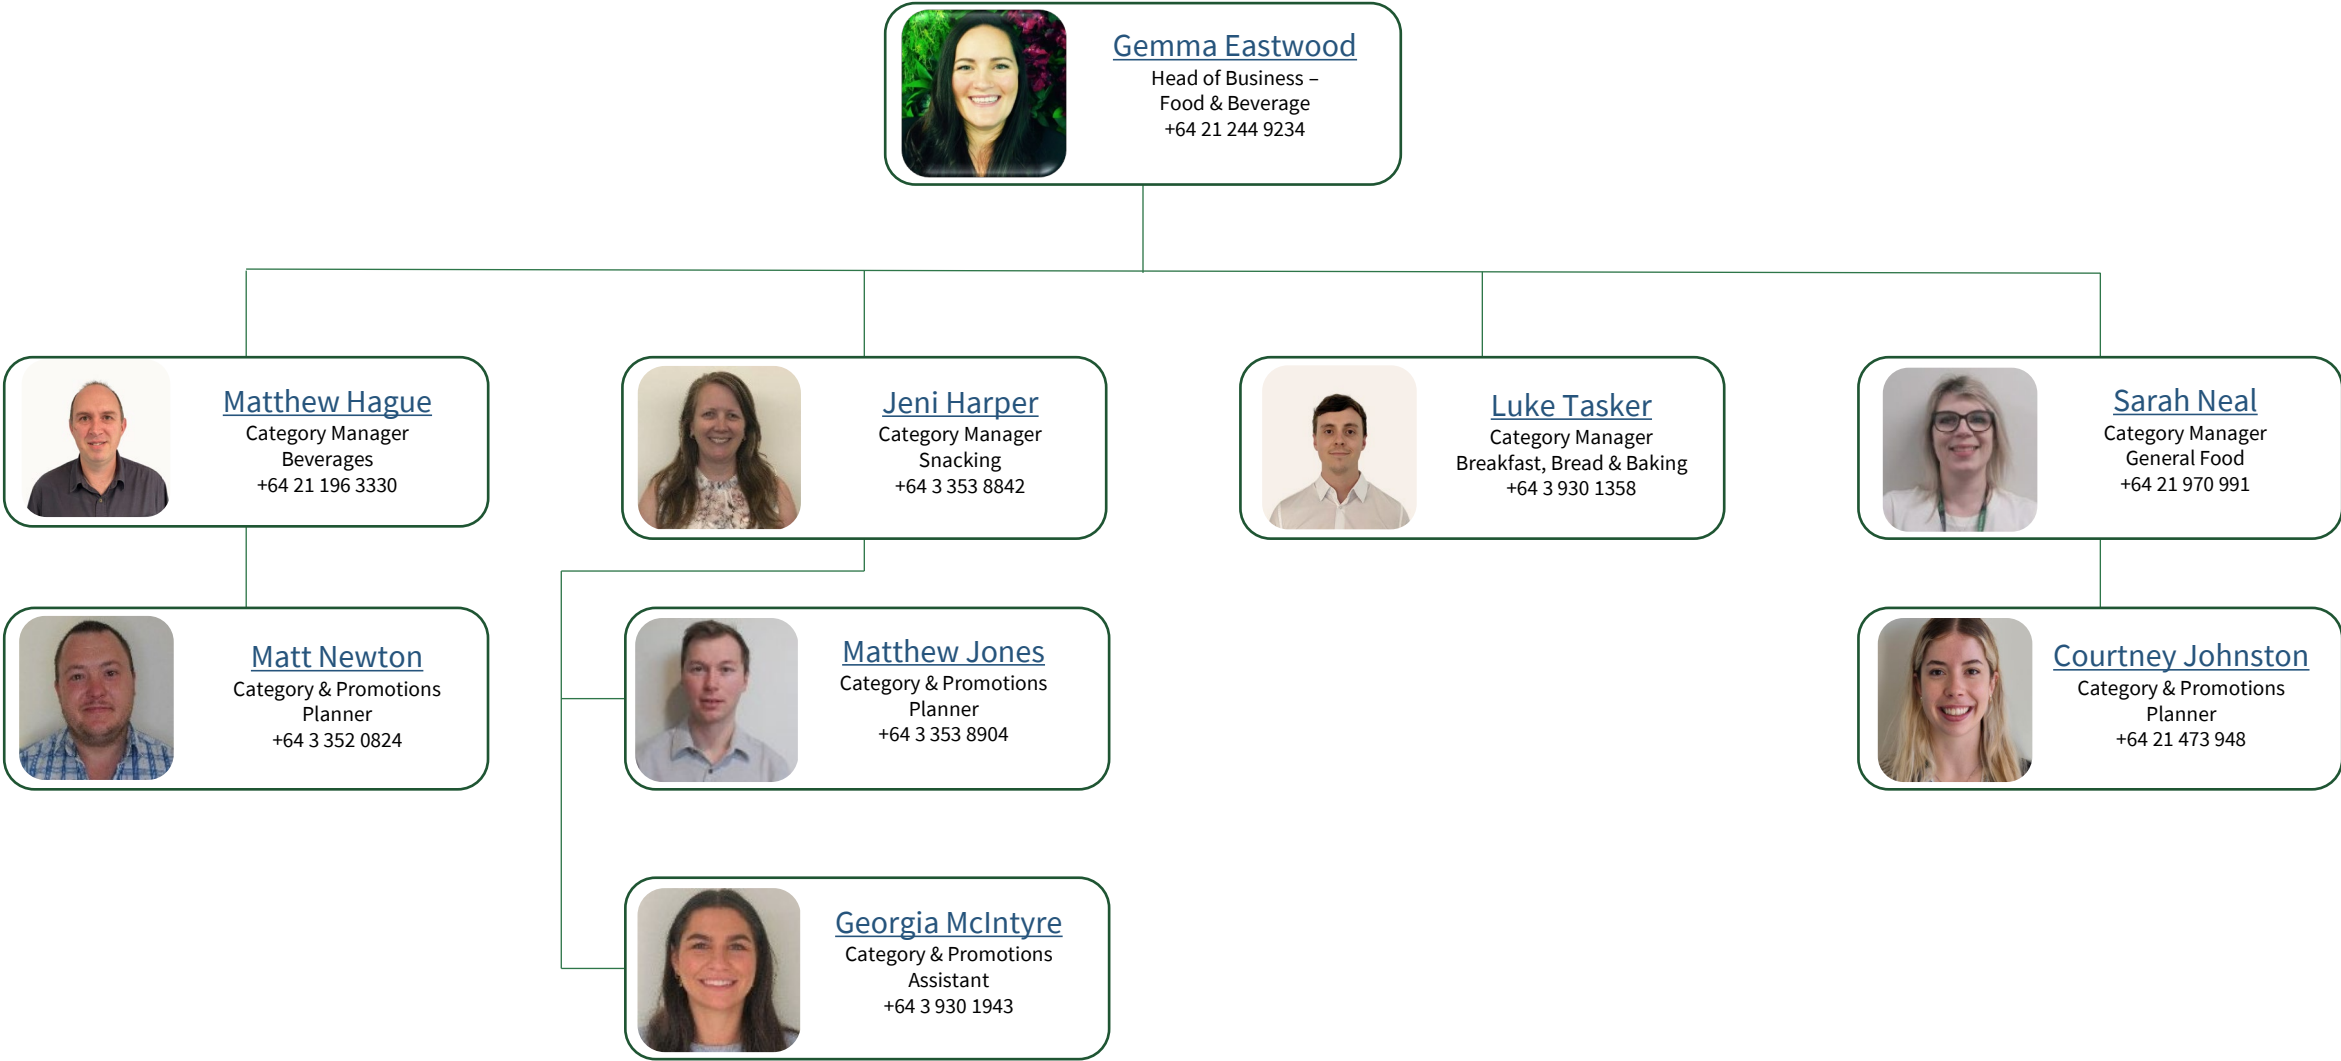 Gemma Eastwood
Head of Business –
Food & Beverage
+64 21 244 9234
Matthew Hague
Category Manager
Beverages
+64 21 196 3330
Jeni Harper
Category Manager
Snacking
+64 3 353 8842
Luke Tasker
Category Manager
Breakfast, Bread & Baking
+64 3 930 1358
Sarah Neal
Category Manager
General Food
+64 21 970 991
Matt Newton
Category & Promotions
Planner
+64 3 352 0824
Matthew Jones
Category & Promotions
Planner
+64 3 353 8904
Courtney Johnston
Category & Promotions
Planner
+64 21 473 948
Georgia McIntyre
Category & Promotions
Assistant
+64 3 930 1943